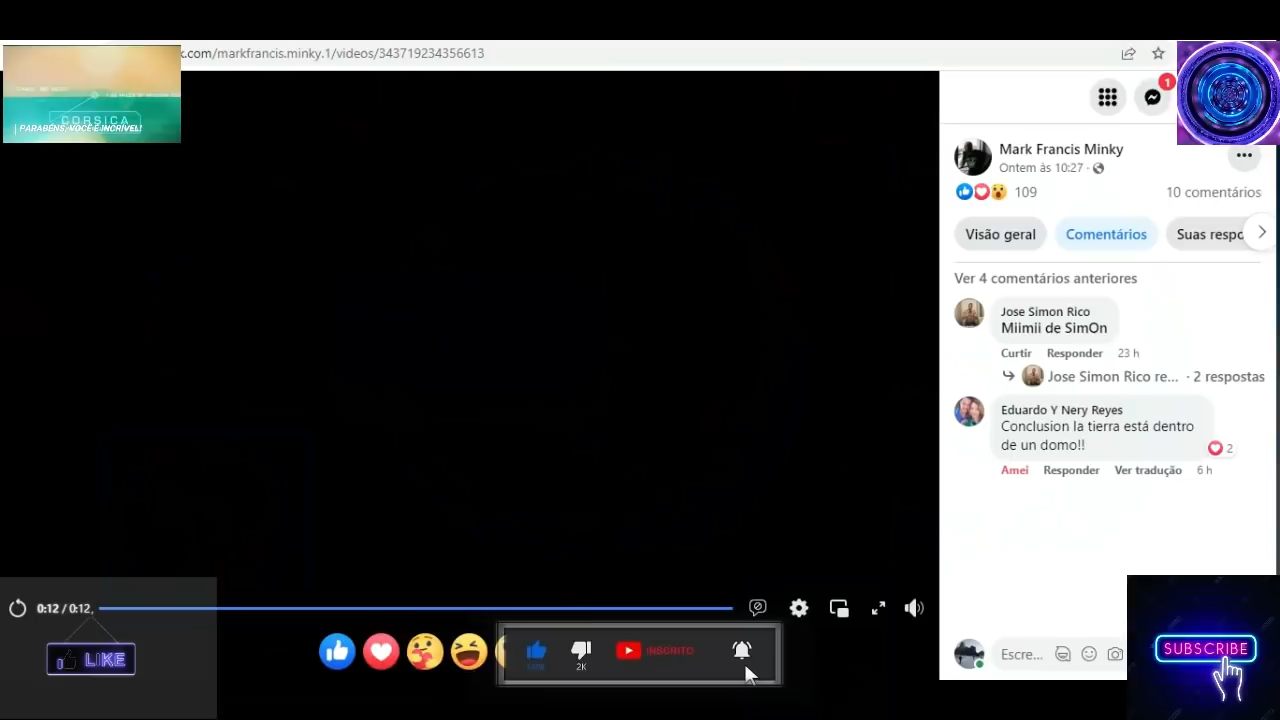 k.com/markfrancis.minky.1/videos/343719234356613
CORSICA
PARABÉNS, VOCÊ É INCRÍVEL!
1
Mark Francis Minky
Ontem às 10:27 ·
109
10 comentários
Visão geral
Comentários
Suas respo
Ver 4 comentários anteriores
Jose Simon Rico
Miimii de SimOn
Curtir Responder 23 h
Jose Simon Rico re... · 2 respostas
Eduardo Y Nery Reyes
Conclusion la tierra está dentro
de un domo!!
2
Amei Responder Ver tradução 6 h
0:12 / 0:12
LIKE
2K
INSCRITO
Escre...
SUBSCRIBE